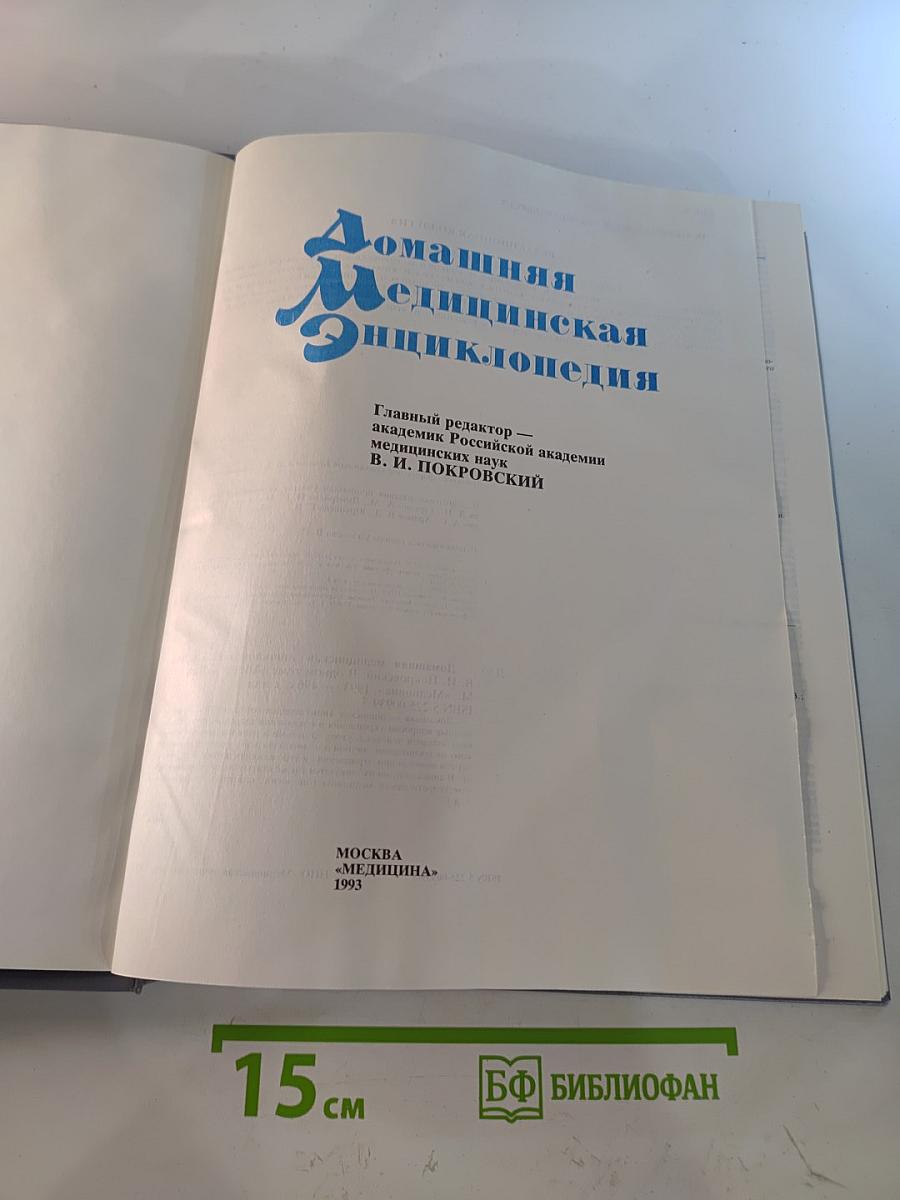 Домашняя
Медицинская
Энциклопедия
Главный редактор —
академик Российской академии
медицинских наук
В. И. ПОКРОВСКИЙ
МОСКВА
«МЕДИЦИНА»
1993
15 см
БФ БИБЛИОФАН